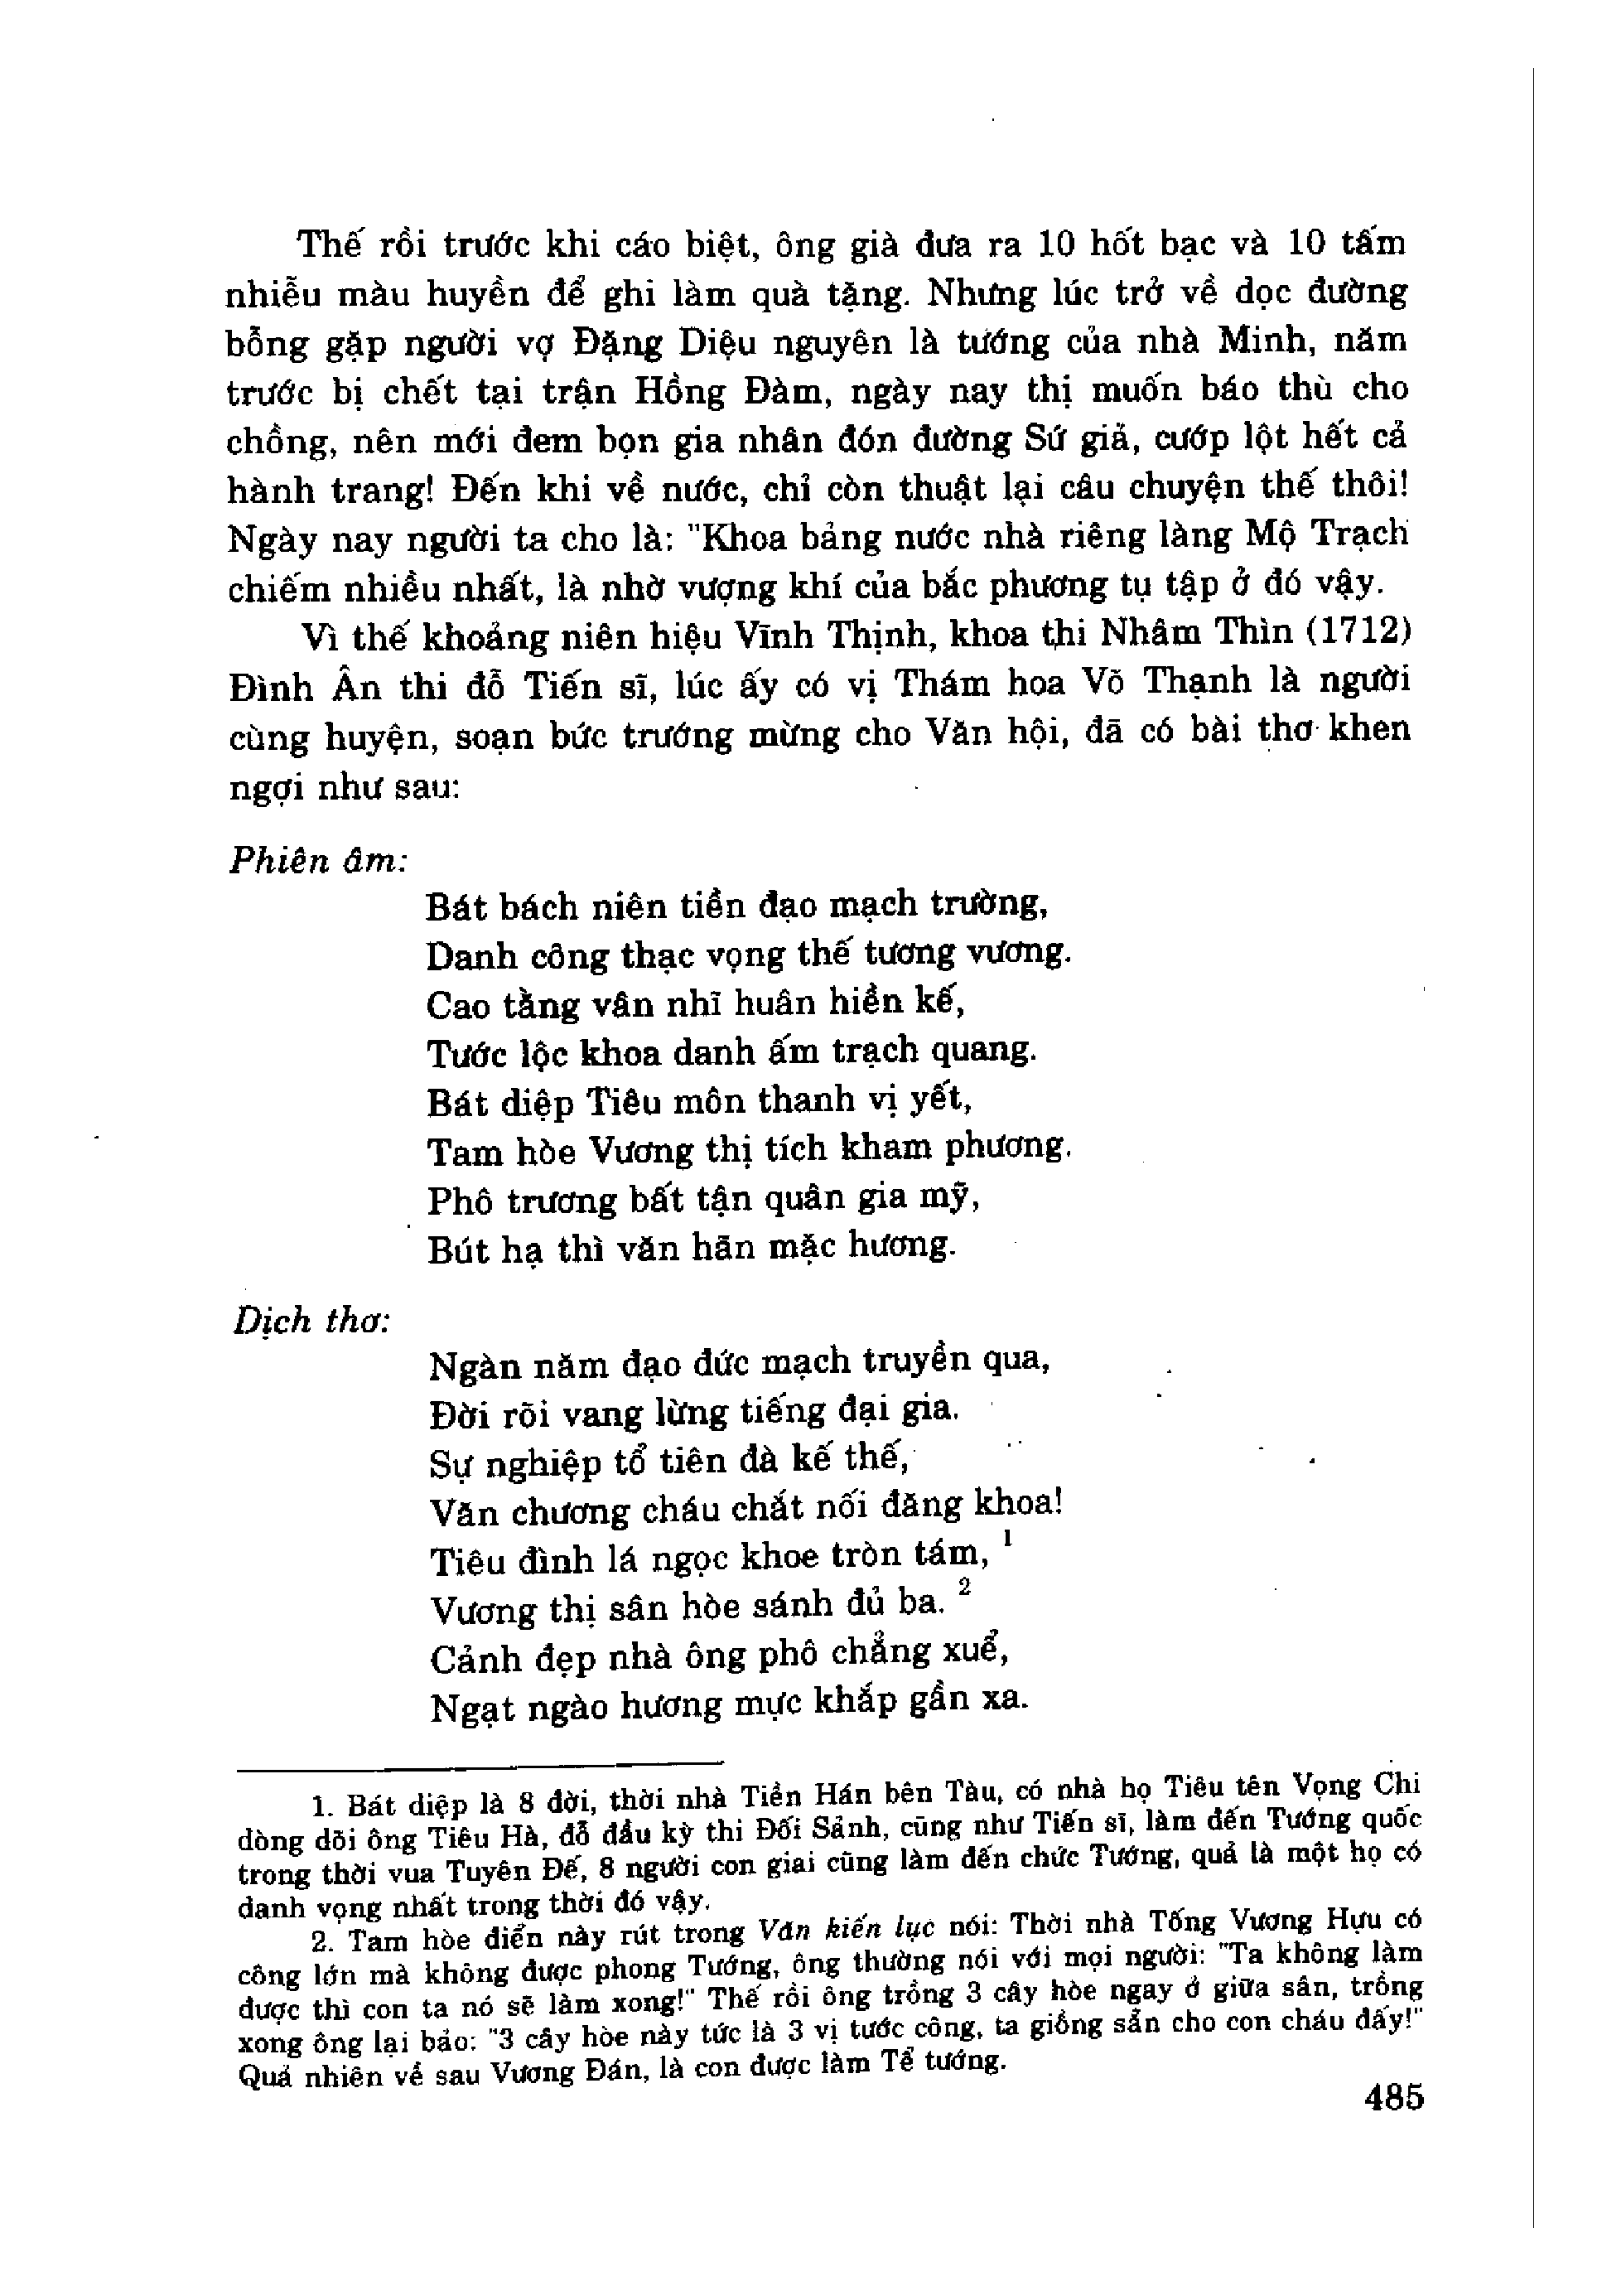 Thế rồi trước khi cáo biệt, ông già đưa ra 10 hốt bạc và 10 tấm
nhiễu màu huyền để ghi làm quà tặng. Nhưng lúc trở về dọc đường
bỗng gặp người vợ Đặng Diệu nguyên là tướng của nhà Minh, năm
trước bị chết tại trận Hồng Đàm, ngày nay thị muốn báo thù cho
chồng, nên mới đem bọn gia nhân đón đường Sứ giả, cướp lột hết cả
hành trang! Đến khi về nước, chỉ còn thuật lại câu chuyện thế thôi!
Ngày nay người ta cho là: "Khoa bảng nước nhà riêng làng Mộ Trạch
chiếm nhiều nhất, là nhờ vượng khí của bắc phương tụ tập ở đó vậy.
Vì thế khoảng niên hiệu Vĩnh Thịnh, khoa thi Nhâm Thìn (1712)
Đình Ân thi đỗ Tiến sĩ, lúc ấy có vị Thám hoa Võ Thạnh là người
cùng huyện, soạn bức trướng mừng cho Văn hội, đã có bài thơ khen
ngợi như sau:
Phiên âm:
Bát bách niên tiền đạo mạch trường,
Danh công thạc vọng thế tương vương.
Cao tằng vân nhĩ huân hiền kế,
Tước lộc khoa danh ấm trạch quang.
Bát diệp Tiêu môn thanh vị yết,
Tam hòe Vương thị tích kham phương.
Phô trương bất tận quân gia mỹ,
Bút hạ thì văn hãn mặc hương.
Dịch thơ:
Ngàn năm đạo đức mạch truyền qua,
Đời rõi vang lừng tiếng đại gia.
Sự nghiệp tổ tiên đà kế thế,
Văn chương cháu chắt nối đăng khoa!
Tiêu đình lá ngọc khoe tròn tám, 1
Vương thị sân hòe sánh đủ ba. 2
Cảnh đẹp nhà ông phô chẳng xuể,
Ngạt ngào hương mực khắp gần xa.
1. Bát diệp là 8 đời, thời nhà Tiền Hán bên Tàu, có nhà họ Tiêu tên Vọng Chi
dòng dõi ông Tiêu Hà, đỗ đầu kỳ thi Đối Sảnh, cũng như Tiến sĩ, làm đến Tướng quốc
trong thời vua Tuyên Đế, 8 người con giai cũng làm đến chức Tướng, quả là một họ có
danh vọng nhất trong thời đó vậy.
2. Tam hòe điển này rút trong Văn kiến lục nói: Thời nhà Tống Vương Hựu có
công lớn mà không được phong Tướng, ông thường nói với mọi người: "Ta không làm
được thì con ta nó sẽ làm xong!" Thế rồi ông trồng 3 cây hòe ngay ở giữa sân, trồng
xong ông lại bảo: "3 cây hòe này tức là 3 vị tước công, ta giồng sẵn cho con cháu đấy!"
Quả nhiên về sau Vương Đán, là con được làm Tể tướng.
485